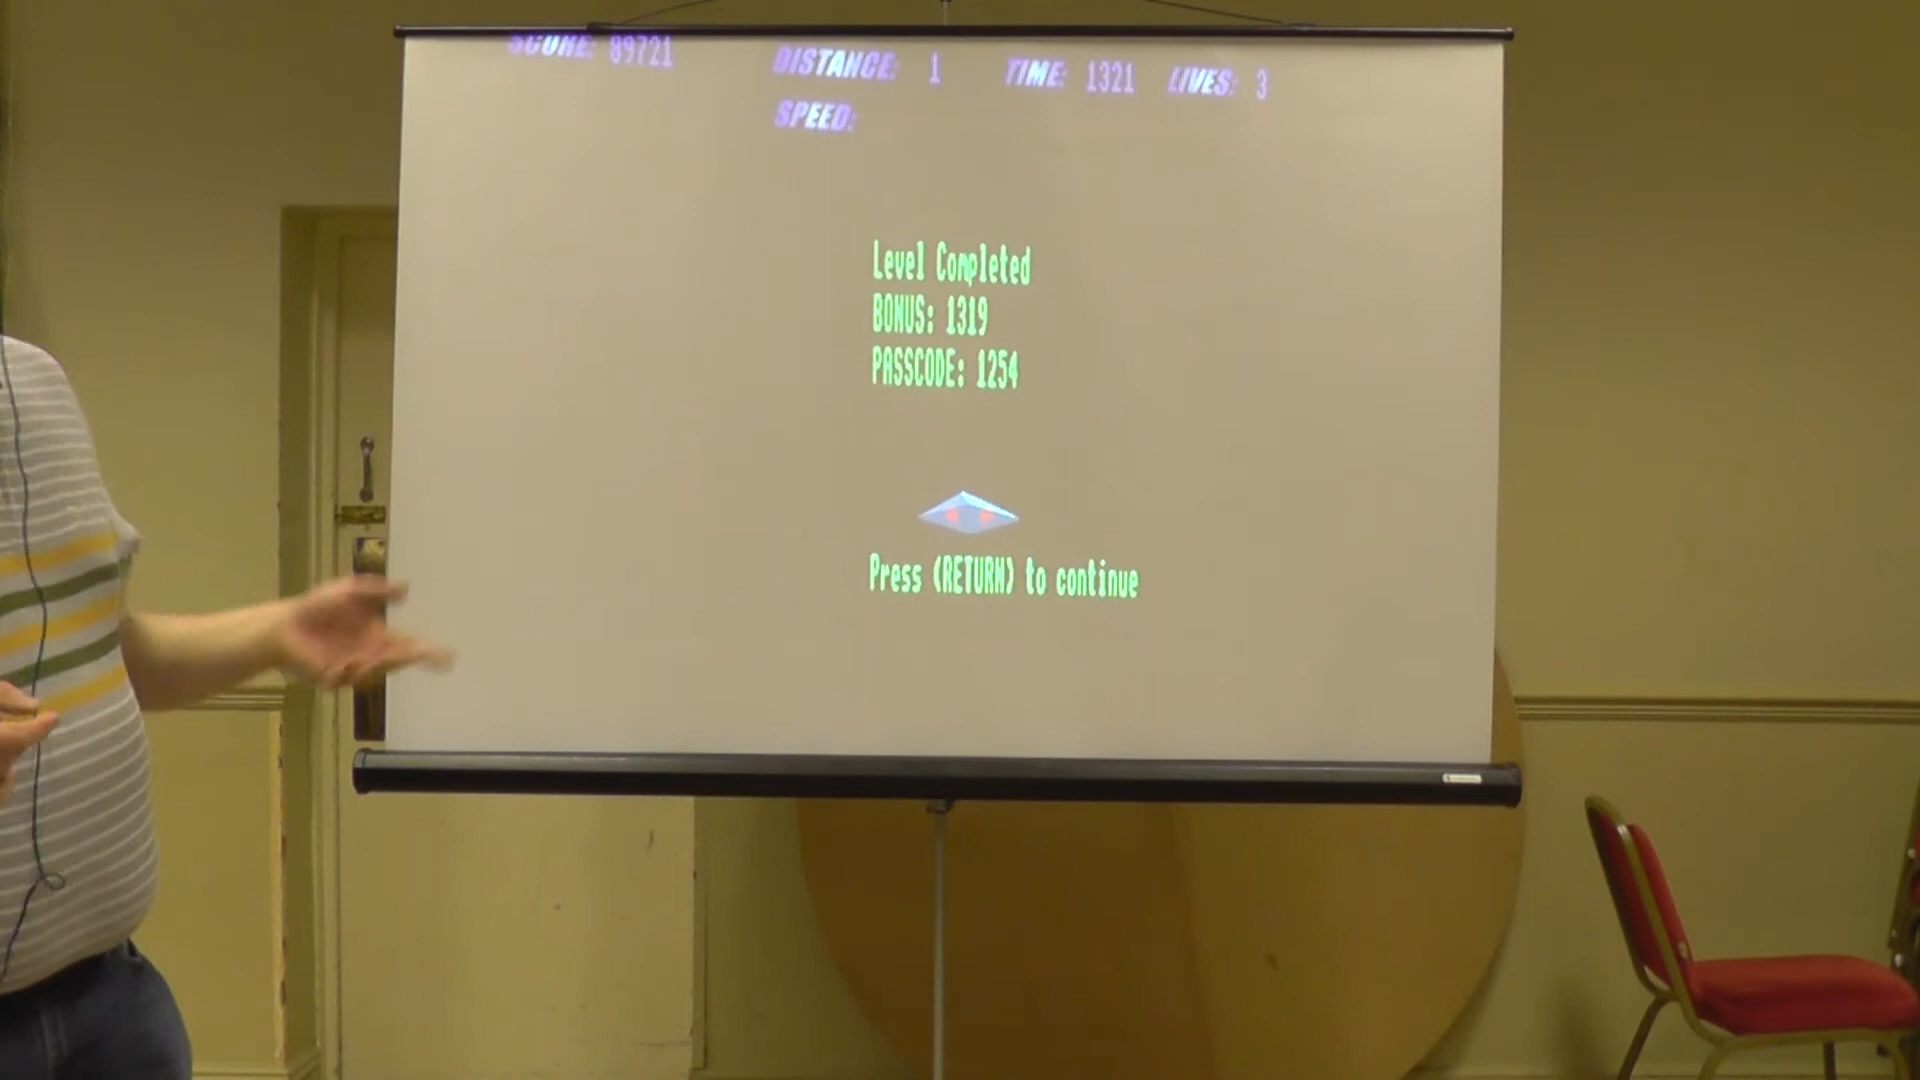 SCORE: 89721 DISTANCE: 1 TIME: 1321 LIVES: 3
SPEED:
Level Completed
BONUS: 1319
PASSCODE: 1254
Press (RETURN) to continue